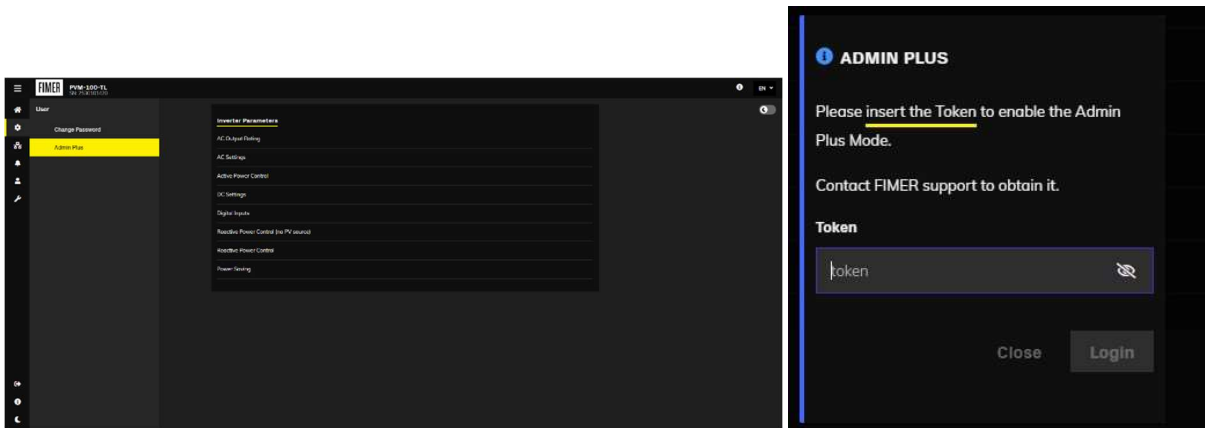 FIMER
PVM-100-TL
EN
User
Change Password
Admin Plus
Inverter Parameters
AC Output Rating
AC Settings
Active Power Control
DC Settings
Digital Inputs
Reactive Power Control (no PV source)
Reactive Power Control
Power Saving
ADMIN PLUS
Please insert the Token to enable the Admin
Plus Mode.
Contact FIMER support to obtain it.
Token
token
Close
Login